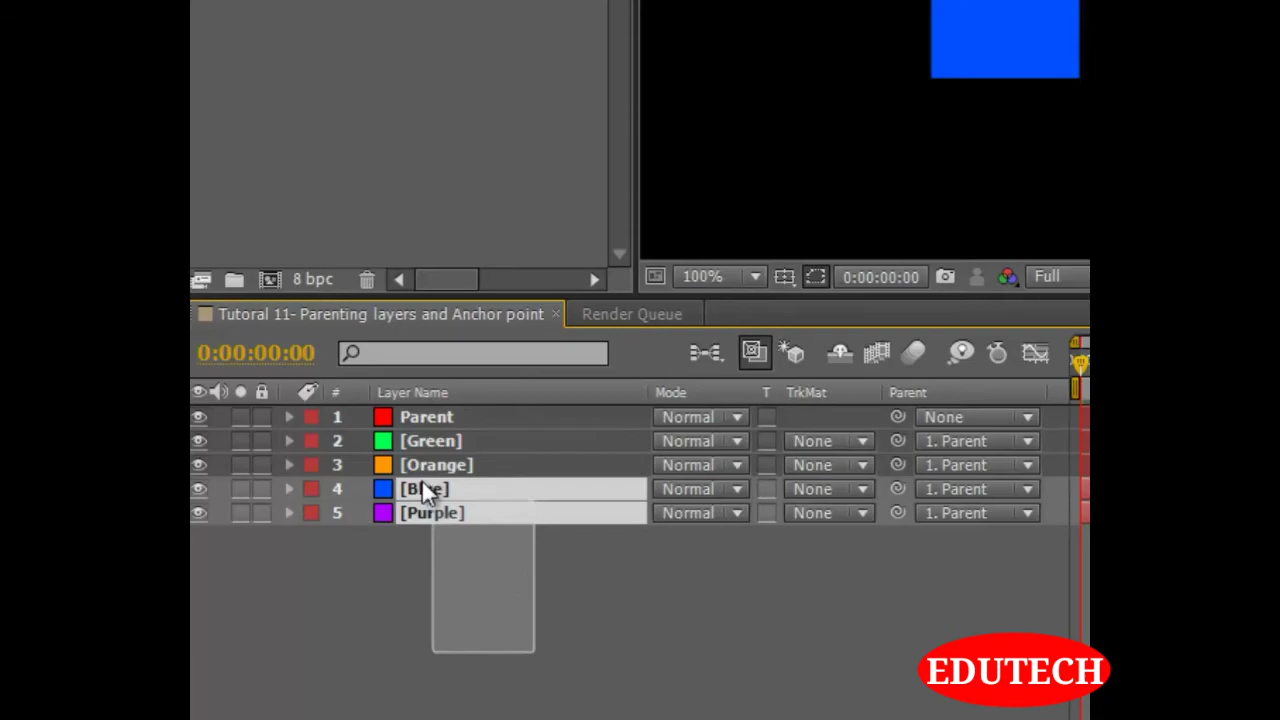 8 bpc
100%
0:00:00:00
Full
Tutoral 11- Parenting layers and Anchor point
Render Queue
0:00:00:00
# Layer Name Mode T TrkMat Parent
1 Parent Normal None
2 [Green] Normal None 1. Parent
3 [Orange] Normal None 1. Parent
4 [Blue] Normal None 1. Parent
5 [Purple] Normal None 1. Parent
EDUTECH